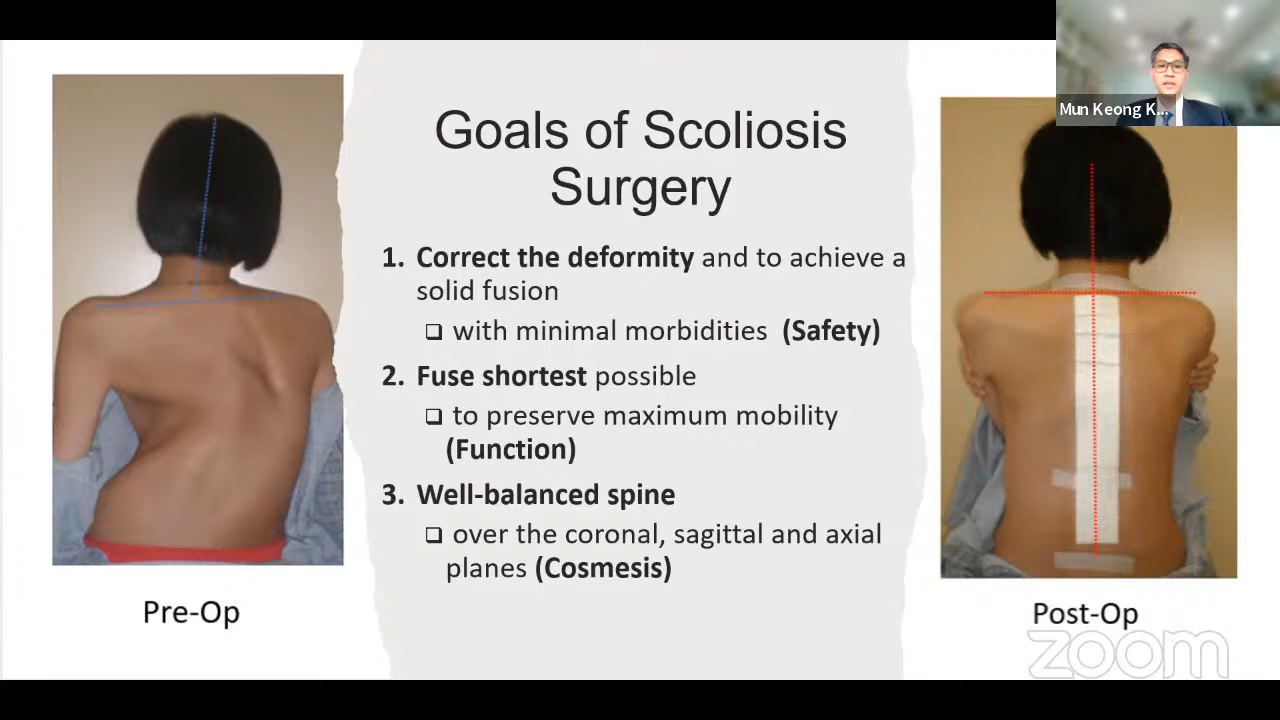 Mun Keong K...
Goals of Scoliosis
Surgery
1. Correct the deformity and to achieve a
solid fusion
❑ with minimal morbidities (Safety)
2. Fuse shortest possible
❑ to preserve maximum mobility
(Function)
3. Well-balanced spine
❑ over the coronal, sagittal and axial
planes (Cosmesis)
Pre-Op
Post-Op
zoom